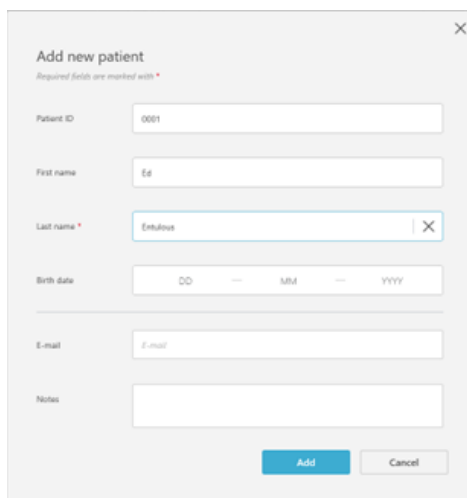 Add new patient
Required fields are marked with *
Patient ID
0001
First name
Ed
Last name *
Entulous
Birth date
DD — MM — YYYY
E-mail
E-mail
Notes
Add
Cancel